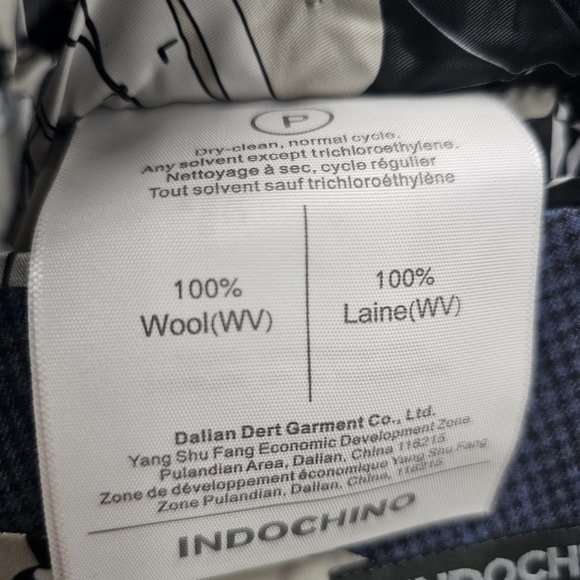 P
Dry-clean, normal cycle.
Any solvent except trichloroethylene.
Nettoyage à sec, cycle régulier
Tout solvent sauf trichloroéthylène
100%
Wool(WV)
100%
Laine(WV)
Dalian Dert Garment Co., Ltd.
Yang Shu Fang Economic Development Zone
Pulandian Area, Dalian, China 116215
Zone de développement économique Yang Shu Fang
Zone Pulandian, Dalian, China, 116215
INDOCHINO
INDOCHINO